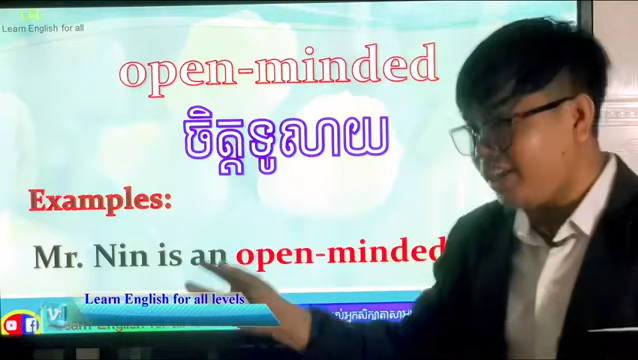 Learn English for all
open-minded
ចិត្តទូលាយ
Examples:
Mr. Nin is an open-minded
Learn English for all levels